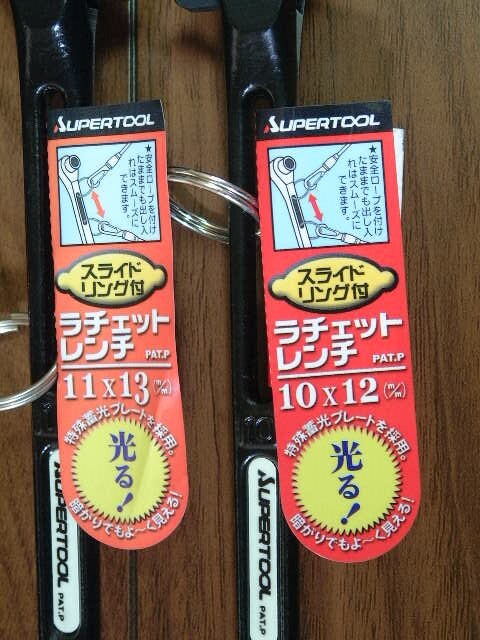 SUPERTOOL
★安全ロープを付け
たままでも出し入
れはスムーズに
できます。
スライド
リング付
ラチェット
レンチ PAT.P
11x13(m/m)
特殊蓄光プレートを採用。
光る!
暗がりでもよ〜く見える!
SUPERTOOL
PAT.P
SUPERTOOL
★安全ロープを付け
たままでも出し入
れはスムーズに
できます。
スライド
リング付
ラチェット
レンチ PAT.P
10x12(m/m)
特殊蓄光プレートを採用。
光る!
暗がりでもよ〜く見える!
SUPERTOOL
PAT.P